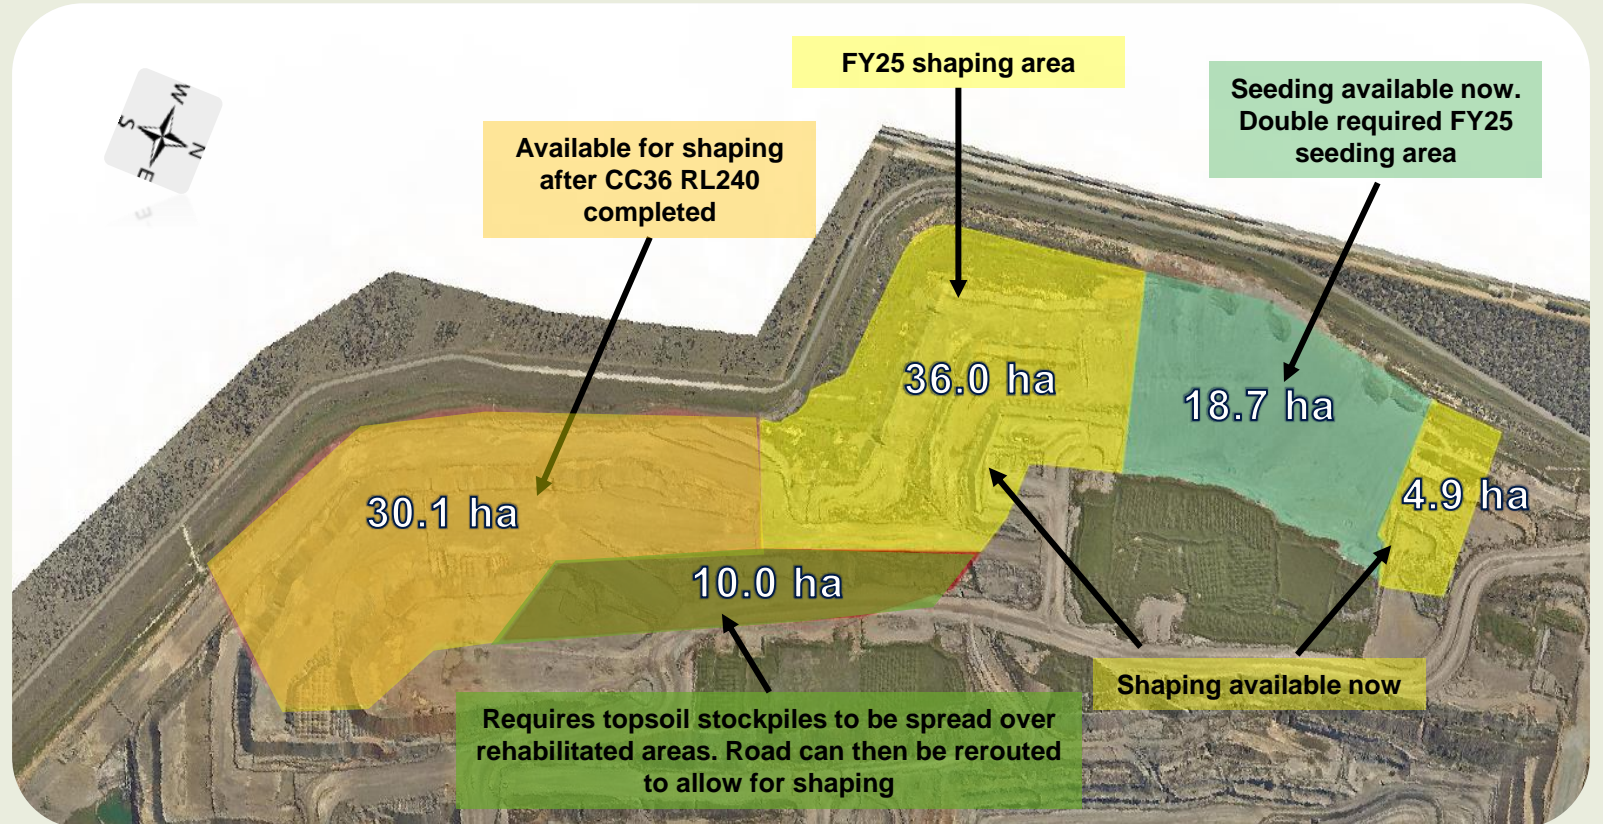 FY25 shaping area
Seeding available now.
Double required FY25
seeding area
Available for shaping
after CC36 RL240
completed
W
S
N
E
36.0 ha
18.7 ha
4.9 ha
30.1 ha
10.0 ha
Shaping available now
Requires topsoil stockpiles to be spread over
rehabilitated areas. Road can then be rerouted
to allow for shaping